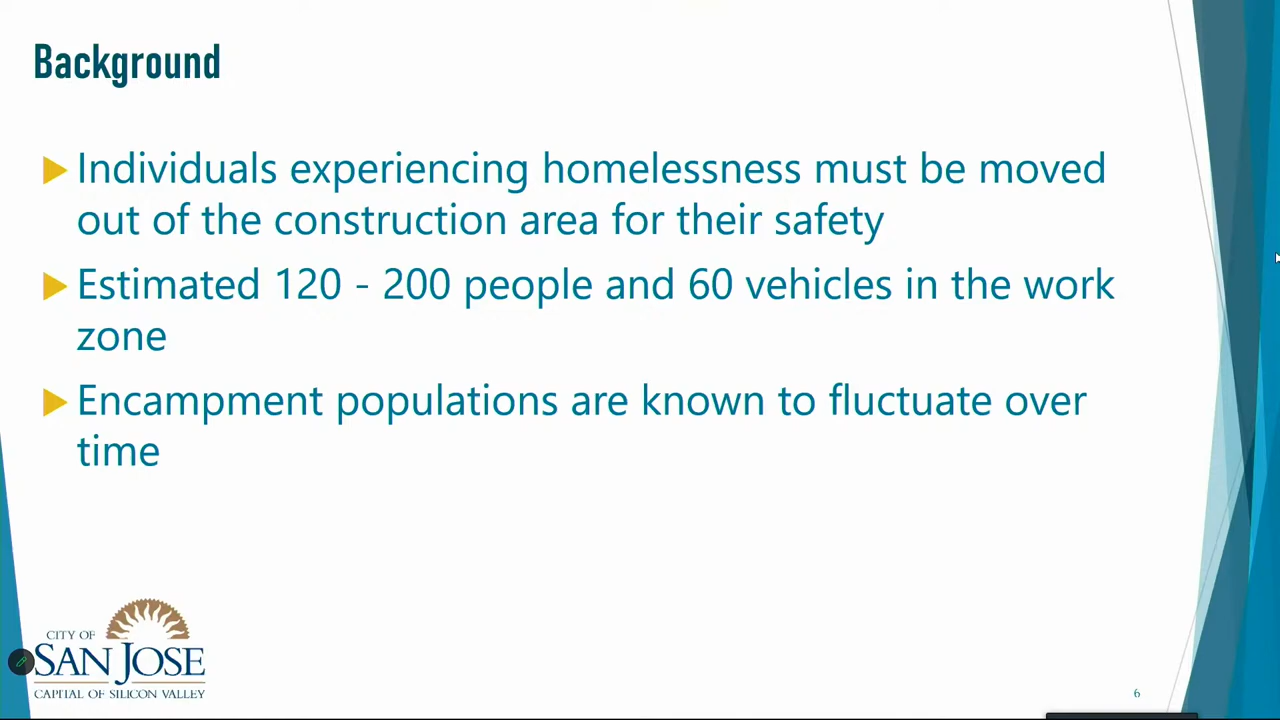 Background
Individuals experiencing homelessness must be moved
out of the construction area for their safety
Estimated 120 - 200 people and 60 vehicles in the work
zone
Encampment populations are known to fluctuate over
time
CITY OF
SAN JOSE
CAPITAL OF SILICON VALLEY
6